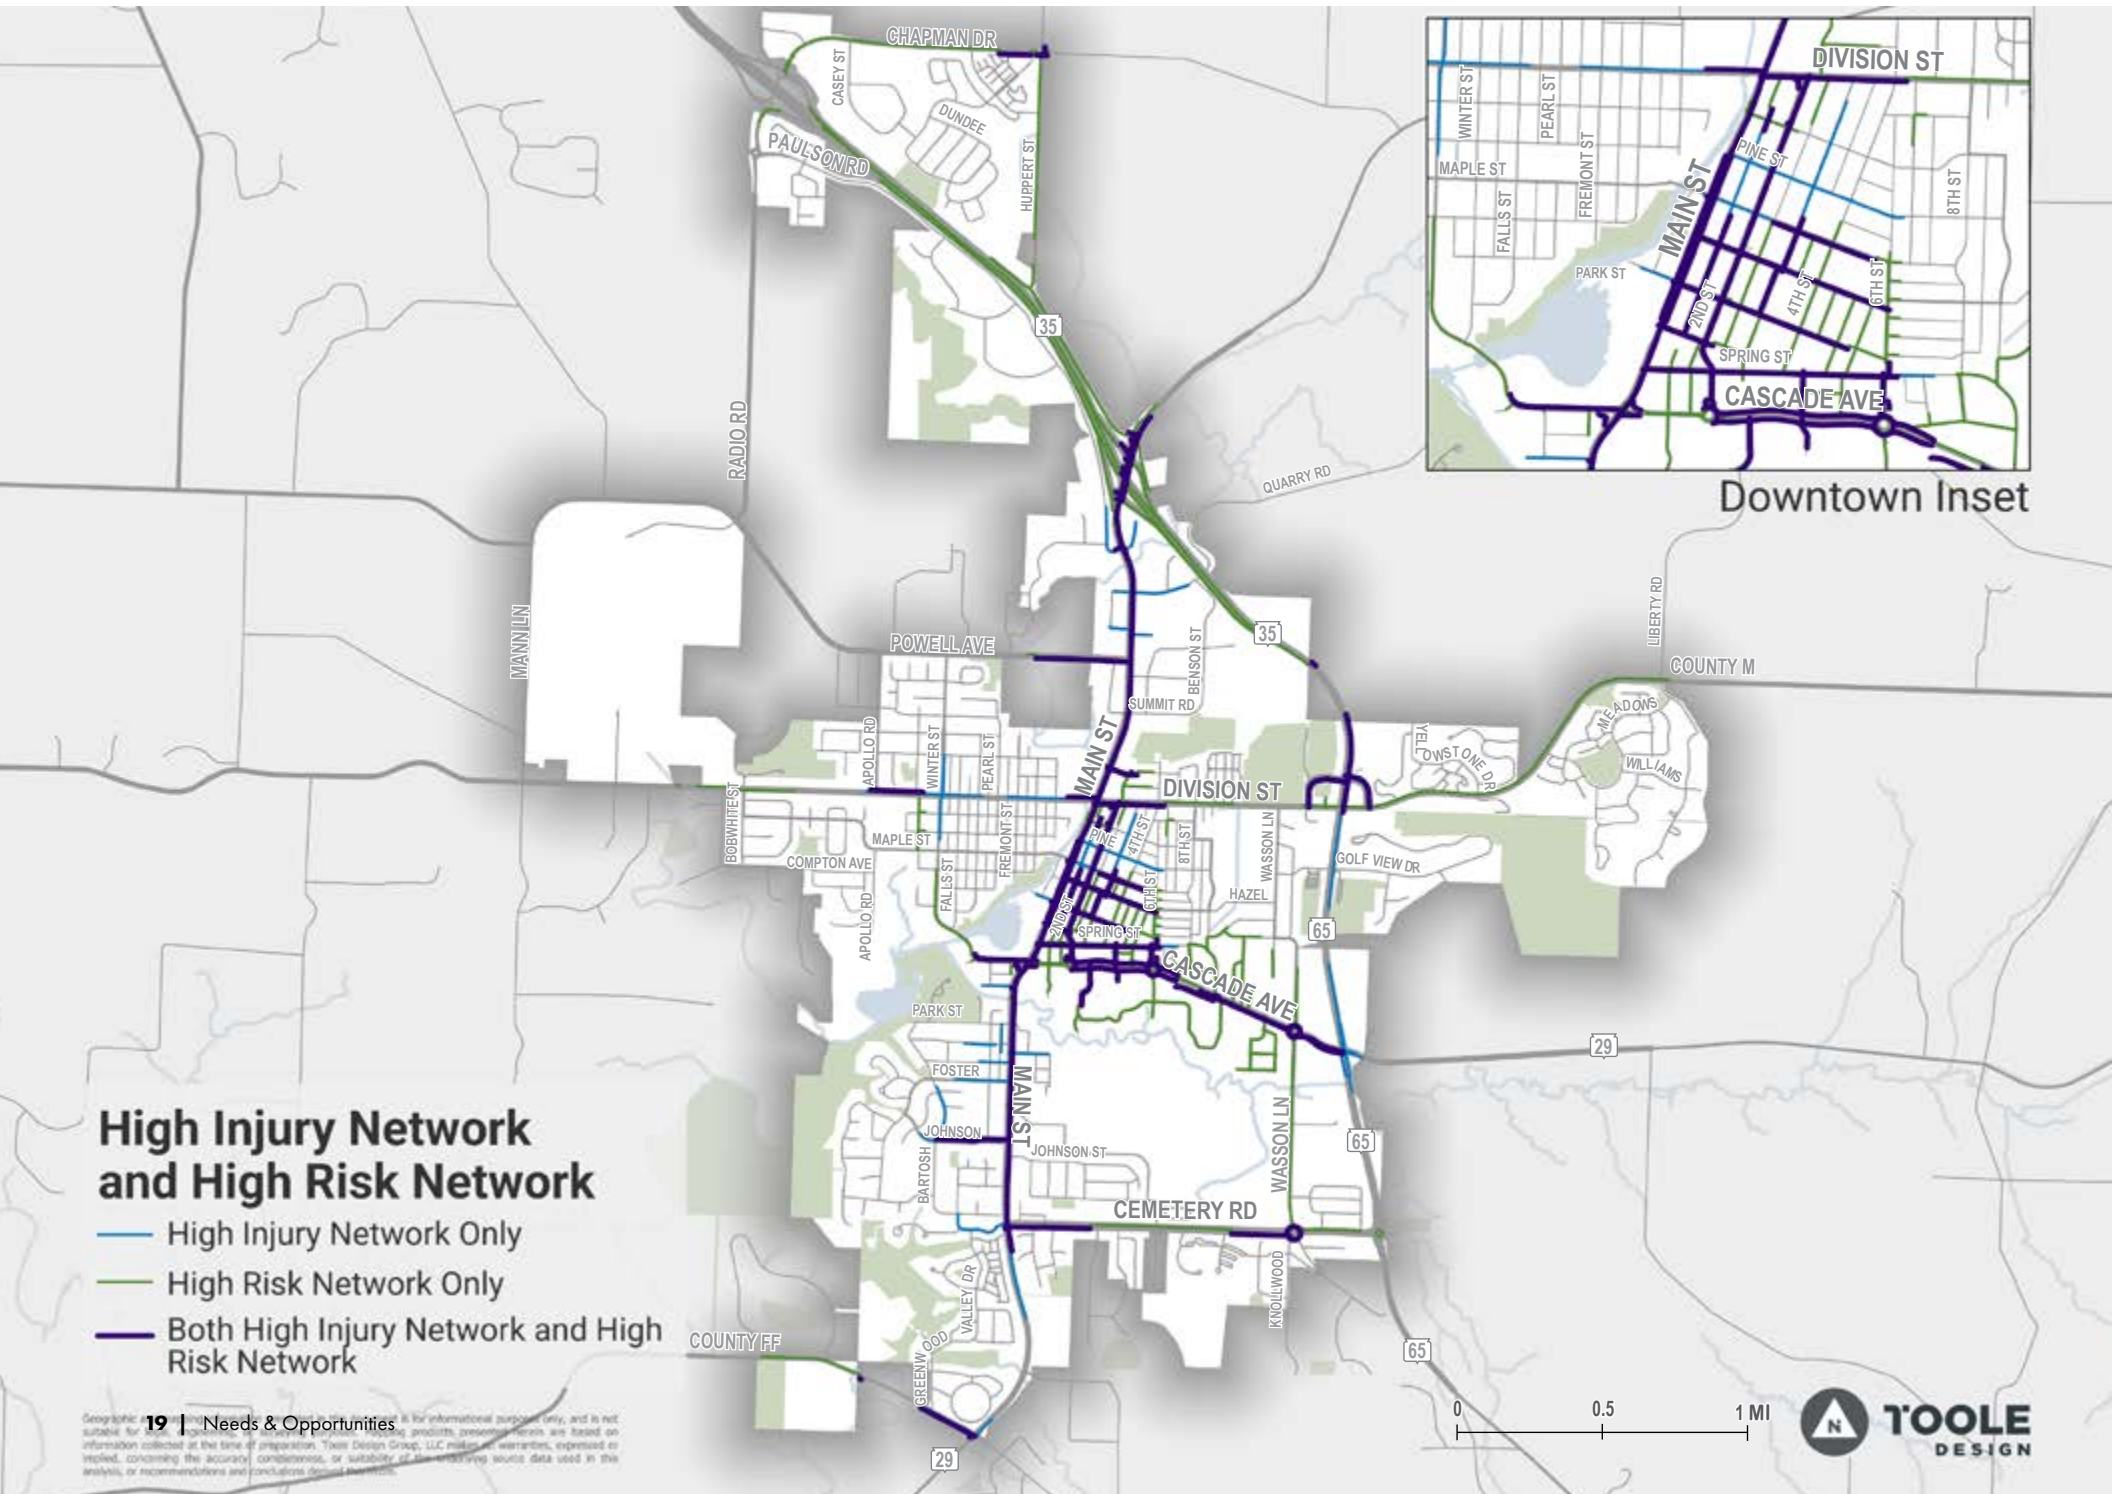 CHAPMAN DR
CASEY ST
DUNDEE
PAULSON RD
HUPPERT ST
35
RADIO RD
QUARRY RD
MANN LN
POWELL AVE
BENSON ST
35
LIBERTY RD
COUNTY M
SUMMIT RD
MEADOWS
YELLOWSTONE DR
WILLIAMS
APOLLO RD
WINTER ST
PEARL ST
MAIN ST
DIVISION ST
BOBWHITE ST
MAPLE ST
FREMONT ST
PINE
4TH ST
8TH ST
WASSON LN
COMPTON AVE
GOLF VIEW DR
FALLS ST
6TH ST
HAZEL
APOLLO RD
2ND ST
SPRING ST
65
CASCADE AVE
PARK ST
29
FOSTER
MAIN ST
WASSON LN
JOHNSON
JOHNSON ST
65
BARTOSH
CEMETERY RD
KNOLLWOOD
VALLEY DR
GREENWOOD
COUNTY FF
65
29
DIVISION ST
WINTER ST
PEARL ST
FREMONT ST
PINE ST
MAPLE ST
MAIN ST
8TH ST
FALLS ST
PARK ST
2ND ST
4TH ST
6TH ST
SPRING ST
CASCADE AVE
Downtown Inset
High Injury Network
and High Risk Network
High Injury Network Only
High Risk Network Only
Both High Injury Network and High
Risk Network
19 | Needs & Opportunities
0 0.5 1 MI
N
TOOLE
DESIGN